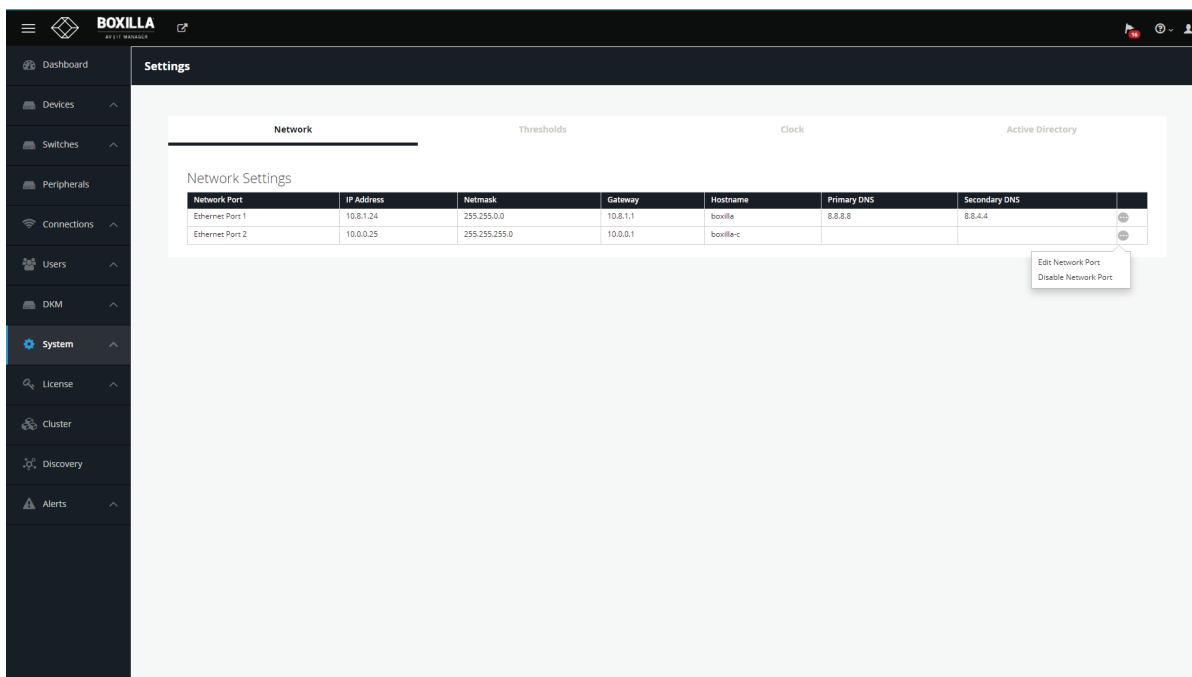 BOXILLA
AV & IT MANAGER
16
Dashboard
Settings
Devices
Switches
Peripherals
Connections
Users
DKM
System
License
Cluster
Discovery
Alerts
Network Thresholds Clock Active Directory
Network Settings
Network Port IP Address Netmask Gateway Hostname Primary DNS Secondary DNS
Ethernet Port 1 10.8.1.24 255.255.0.0 10.8.1.1 boxilla 8.8.8.8 8.8.4.4
Ethernet Port 2 10.0.0.25 255.255.255.0 10.0.0.1 boxilla-c
Edit Network Port
Disable Network Port